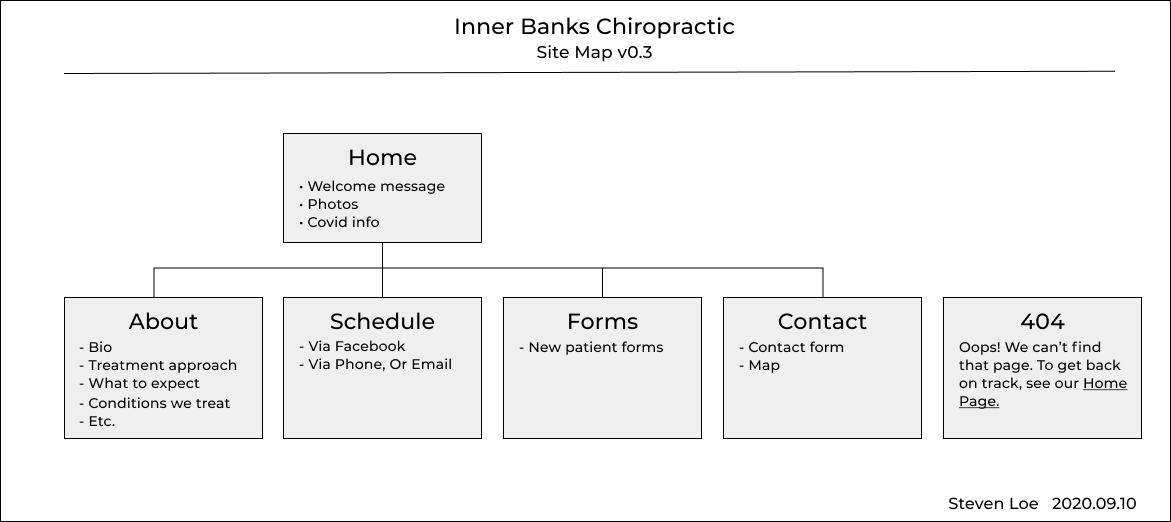 Inner Banks Chiropractic
Site Map v0.3
Home
• Welcome message
• Photos
• Covid info
About
- Bio
- Treatment approach
- What to expect
- Conditions we treat
- Etc.
Schedule
- Via Facebook
- Via Phone, Or Email
Forms
- New patient forms
Contact
- Contact form
- Map
404
Oops! We can’t find
that page. To get back
on track, see our Home
Page.
Steven Loe   2020.09.10